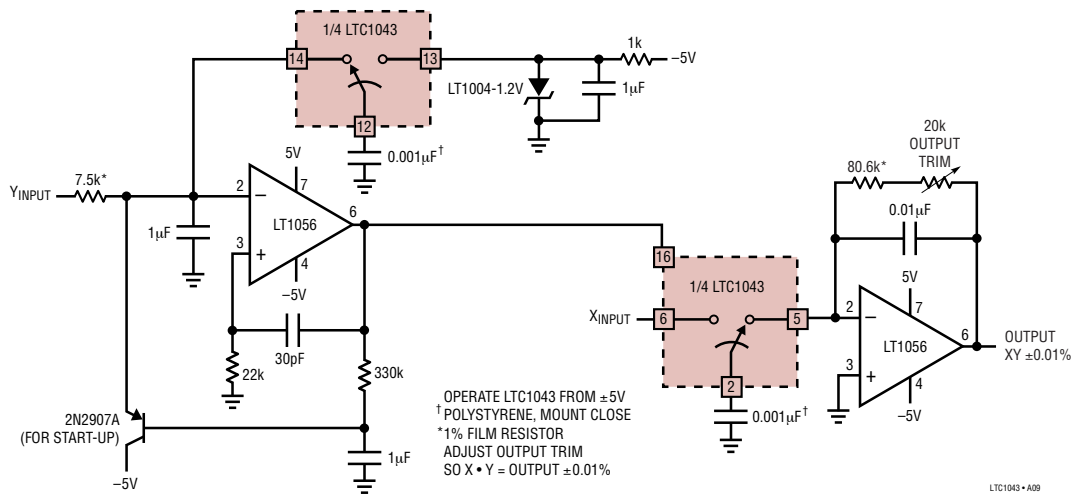 1/4 LTC1043
14
13
12
1k
–5V
LT1004-1.2V
1µF
0.001µF†
20k
OUTPUT
TRIM
80.6k*
0.01µF
YINPUT
7.5k*
5V
2
7
–
6
LT1056
3
+
4
–5V
1µF
16
1/4 LTC1043
XINPUT
6
5
2
0.001µF†
5V
2
7
–
6
LT1056
3
+
4
–5V
OUTPUT
XY ±0.01%
30pF
22k
330k
2N2907A
(FOR START-UP)
–5V
1µF
OPERATE LTC1043 FROM ±5V
†POLYSTYRENE, MOUNT CLOSE
*1% FILM RESISTOR
ADJUST OUTPUT TRIM
SO X • Y = OUTPUT ±0.01%
LTC1043 • A09